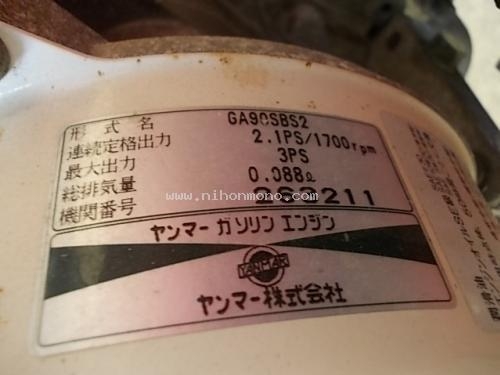 形式名 GA90SBS2
連続定格出力 2.1PS/1700rpm
最大出力 3PS
総排気量 0.088ℓ
機関番号
www.nihonmono.com
ヤンマー ガソリン エンジン
YANMAR
ヤンマー株式会社